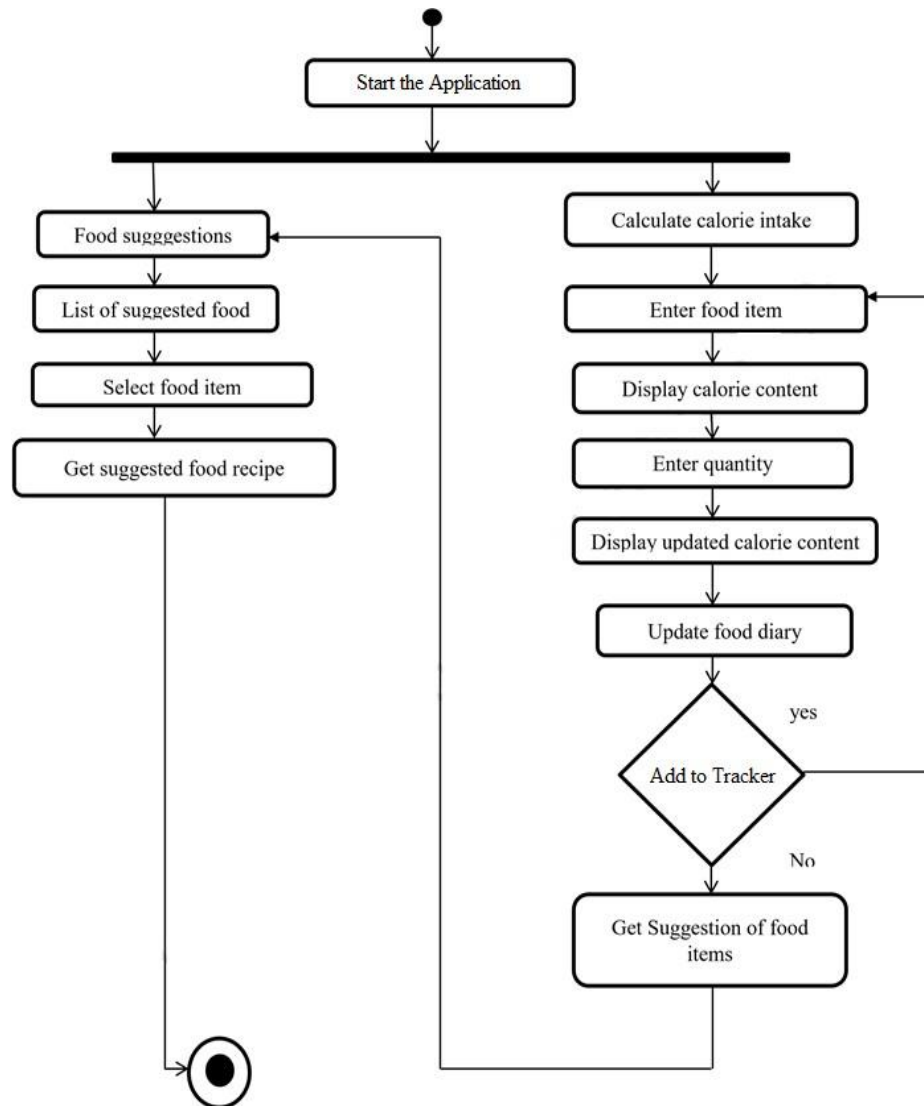 Start the Application
Food sugggestions
List of suggested food
Select food item
Get suggested food recipe
Calculate calorie intake
Enter food item
Display calorie content
Enter quantity
Display updated calorie content
Update food diary
yes
Add to Tracker
No
Get Suggestion of food
items